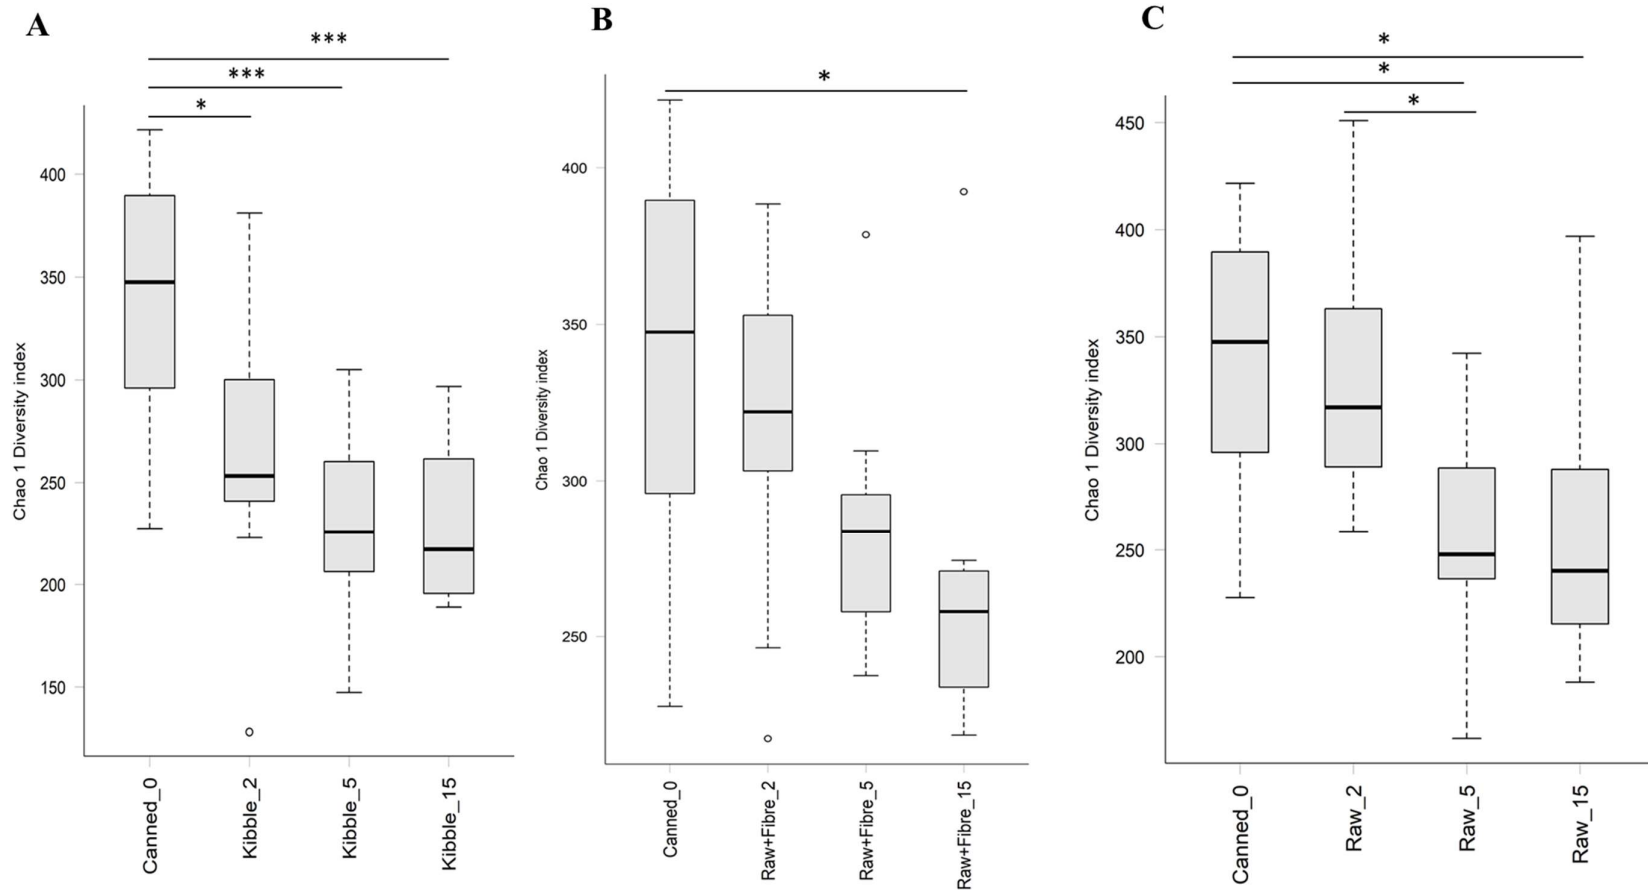 A
***
***
*
400
350
300
250
200
150
Chao 1 Diversity index
Canned_0
Kibble_2
Kibble_5
Kibble_15
B
*
400
350
300
250
Chao 1 Diversity index
Canned_0
Raw+Fibre_2
Raw+Fibre_5
Raw+Fibre_15
C
*
*
*
450
400
350
300
250
200
Chao 1 Diversity index
Canned_0
Raw_2
Raw_5
Raw_15